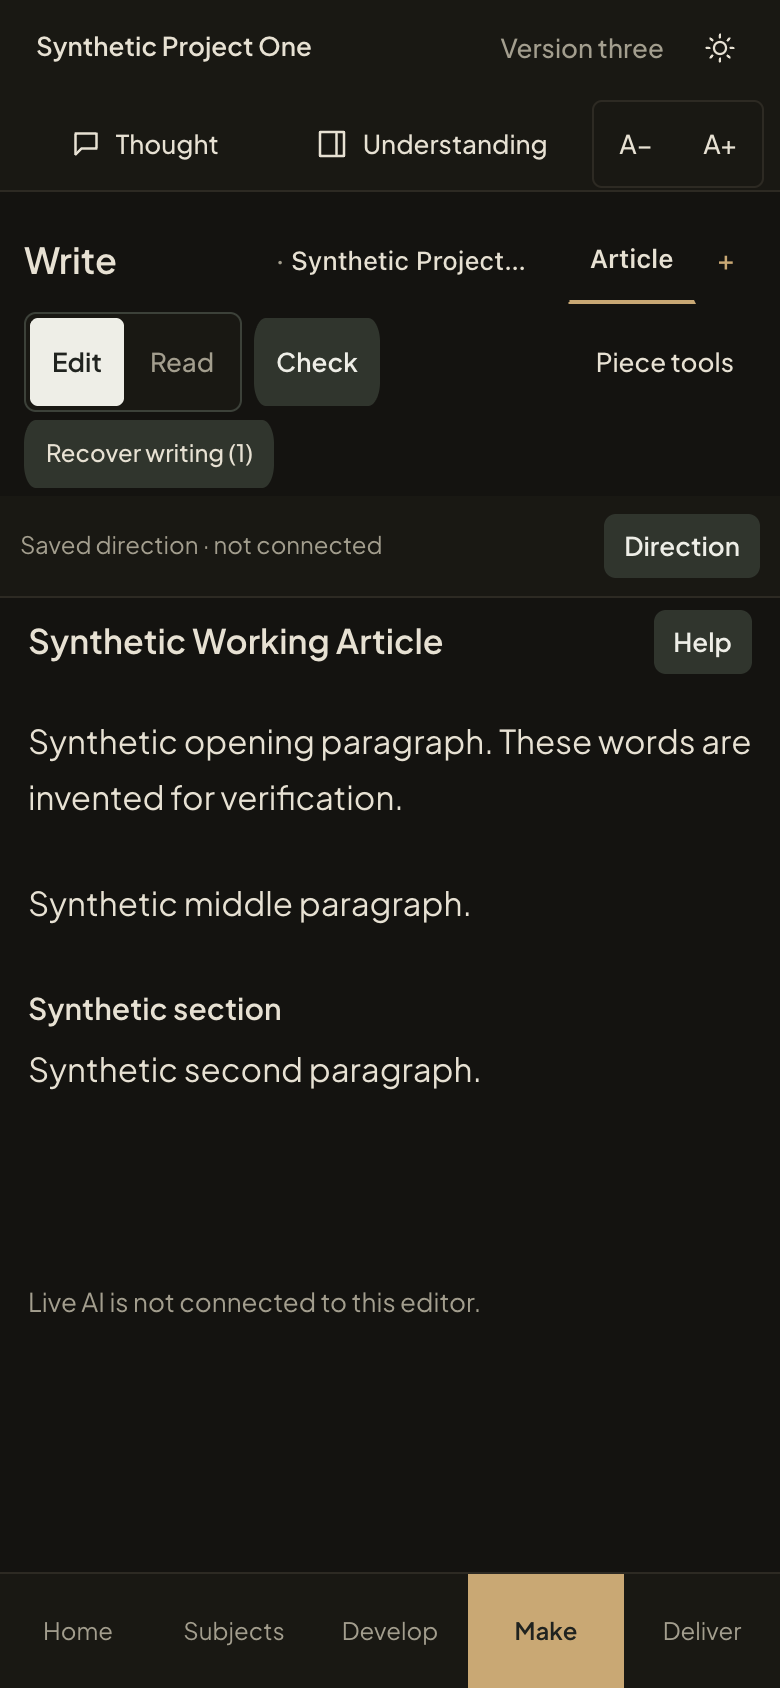 Synthetic Project One
Version three
Thought
Understanding
A−
A+
Write
· Synthetic Project...
Article
+
Edit
Read
Check
Piece tools
Recover writing (1)
Saved direction · not connected
Direction
Synthetic Working Article
Help
Synthetic opening paragraph. These words are
invented for verification.
Synthetic middle paragraph.
Synthetic section
Synthetic second paragraph.
Live AI is not connected to this editor.
Home
Subjects
Develop
Make
Deliver